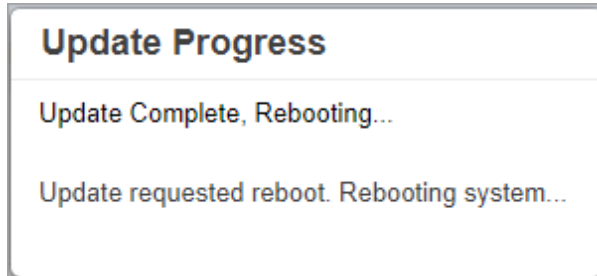 Update Progress
Update Complete, Rebooting...
Update requested reboot. Rebooting system...